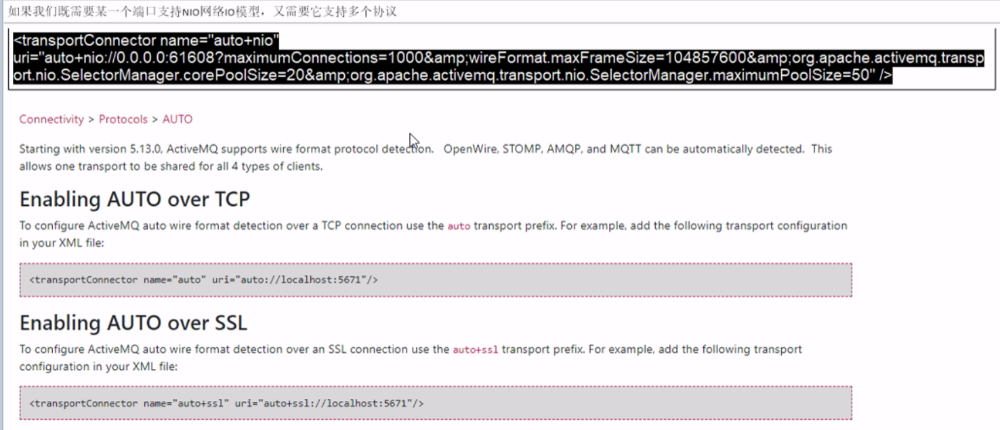 如果我们既需要某一个端口支持NIO网络IO模型，又需要它支持多个协议
<transportConnector name="auto+nio"
uri="auto+nio://0.0.0.0:61608?maximumConnections=1000&amp;wireFormat.maxFrameSize=104857600&amp;org.apache.activemq.transp
ort.nio.SelectorManager.corePoolSize=20&amp;org.apache.activemq.transport.nio.SelectorManager.maximumPoolSize=50" />
Connectivity > Protocols > AUTO
Starting with version 5.13.0, ActiveMQ supports wire format protocol detection. OpenWire, STOMP, AMQP, and MQTT can be automatically detected. This
allows one transport to be shared for all 4 types of clients.
Enabling AUTO over TCP
To configure ActiveMQ auto wire format detection over a TCP connection use the auto transport prefix. For example, add the following transport configuration
in your XML file:
<transportConnector name="auto" uri="auto://localhost:5671"/>
Enabling AUTO over SSL
To configure ActiveMQ auto wire format detection over an SSL connection use the auto+ssl transport prefix. For example, add the following transport
configuration in your XML file:
<transportConnector name="auto+ssl" uri="auto+ssl://localhost:5671"/>